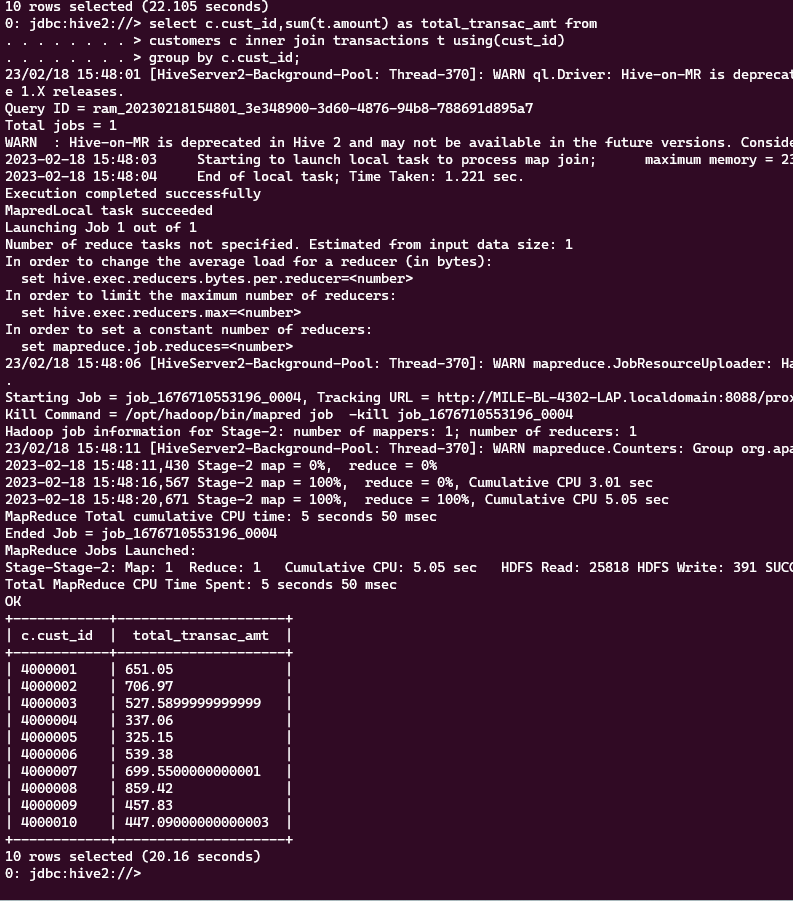 10 rows selected (22.105 seconds)
0: jdbc:hive2://> select c.cust_id,sum(t.amount) as total_transac_amt from
. . . . . . . . > customers c inner join transactions t using(cust_id)
. . . . . . . . > group by c.cust_id;
23/02/18 15:48:01 [HiveServer2-Background-Pool: Thread-370]: WARN ql.Driver: Hive-on-MR is deprecat
e 1.X releases.
Query ID = ram_20230218154801_3e348900-3d60-4876-94b8-788691d895a7
Total jobs = 1
WARN  : Hive-on-MR is deprecated in Hive 2 and may not be available in the future versions. Conside
2023-02-18 15:48:03     Starting to launch local task to process map join;      maximum memory = 23
2023-02-18 15:48:04     End of local task; Time Taken: 1.221 sec.
Execution completed successfully
MapredLocal task succeeded
Launching Job 1 out of 1
Number of reduce tasks not specified. Estimated from input data size: 1
In order to change the average load for a reducer (in bytes):
  set hive.exec.reducers.bytes.per.reducer=<number>
In order to limit the maximum number of reducers:
  set hive.exec.reducers.max=<number>
In order to set a constant number of reducers:
  set mapreduce.job.reduces=<number>
23/02/18 15:48:06 [HiveServer2-Background-Pool: Thread-370]: WARN mapreduce.JobResourceUploader: Ha
.
Starting Job = job_1676710553196_0004, Tracking URL = http://MILE-BL-4302-LAP.localdomain:8088/prox
Kill Command = /opt/hadoop/bin/mapred job  -kill job_1676710553196_0004
Hadoop job information for Stage-2: number of mappers: 1; number of reducers: 1
23/02/18 15:48:11 [HiveServer2-Background-Pool: Thread-370]: WARN mapreduce.Counters: Group org.apa
2023-02-18 15:48:11,430 Stage-2 map = 0%,  reduce = 0%
2023-02-18 15:48:16,567 Stage-2 map = 100%,  reduce = 0%, Cumulative CPU 3.01 sec
2023-02-18 15:48:20,671 Stage-2 map = 100%,  reduce = 100%, Cumulative CPU 5.05 sec
MapReduce Total cumulative CPU time: 5 seconds 50 msec
Ended Job = job_1676710553196_0004
MapReduce Jobs Launched:
Stage-Stage-2: Map: 1  Reduce: 1   Cumulative CPU: 5.05 sec   HDFS Read: 25818 HDFS Write: 391 SUCC
Total MapReduce CPU Time Spent: 5 seconds 50 msec
OK
+------------+---------------------+
| c.cust_id  |  total_transac_amt  |
+------------+---------------------+
| 4000001    | 651.05              |
| 4000002    | 706.97              |
| 4000003    | 527.5899999999999   |
| 4000004    | 337.06              |
| 4000005    | 325.15              |
| 4000006    | 539.38              |
| 4000007    | 699.5500000000001   |
| 4000008    | 859.42              |
| 4000009    | 457.83              |
| 4000010    | 447.09000000000003  |
+------------+---------------------+
10 rows selected (20.16 seconds)
0: jdbc:hive2://>